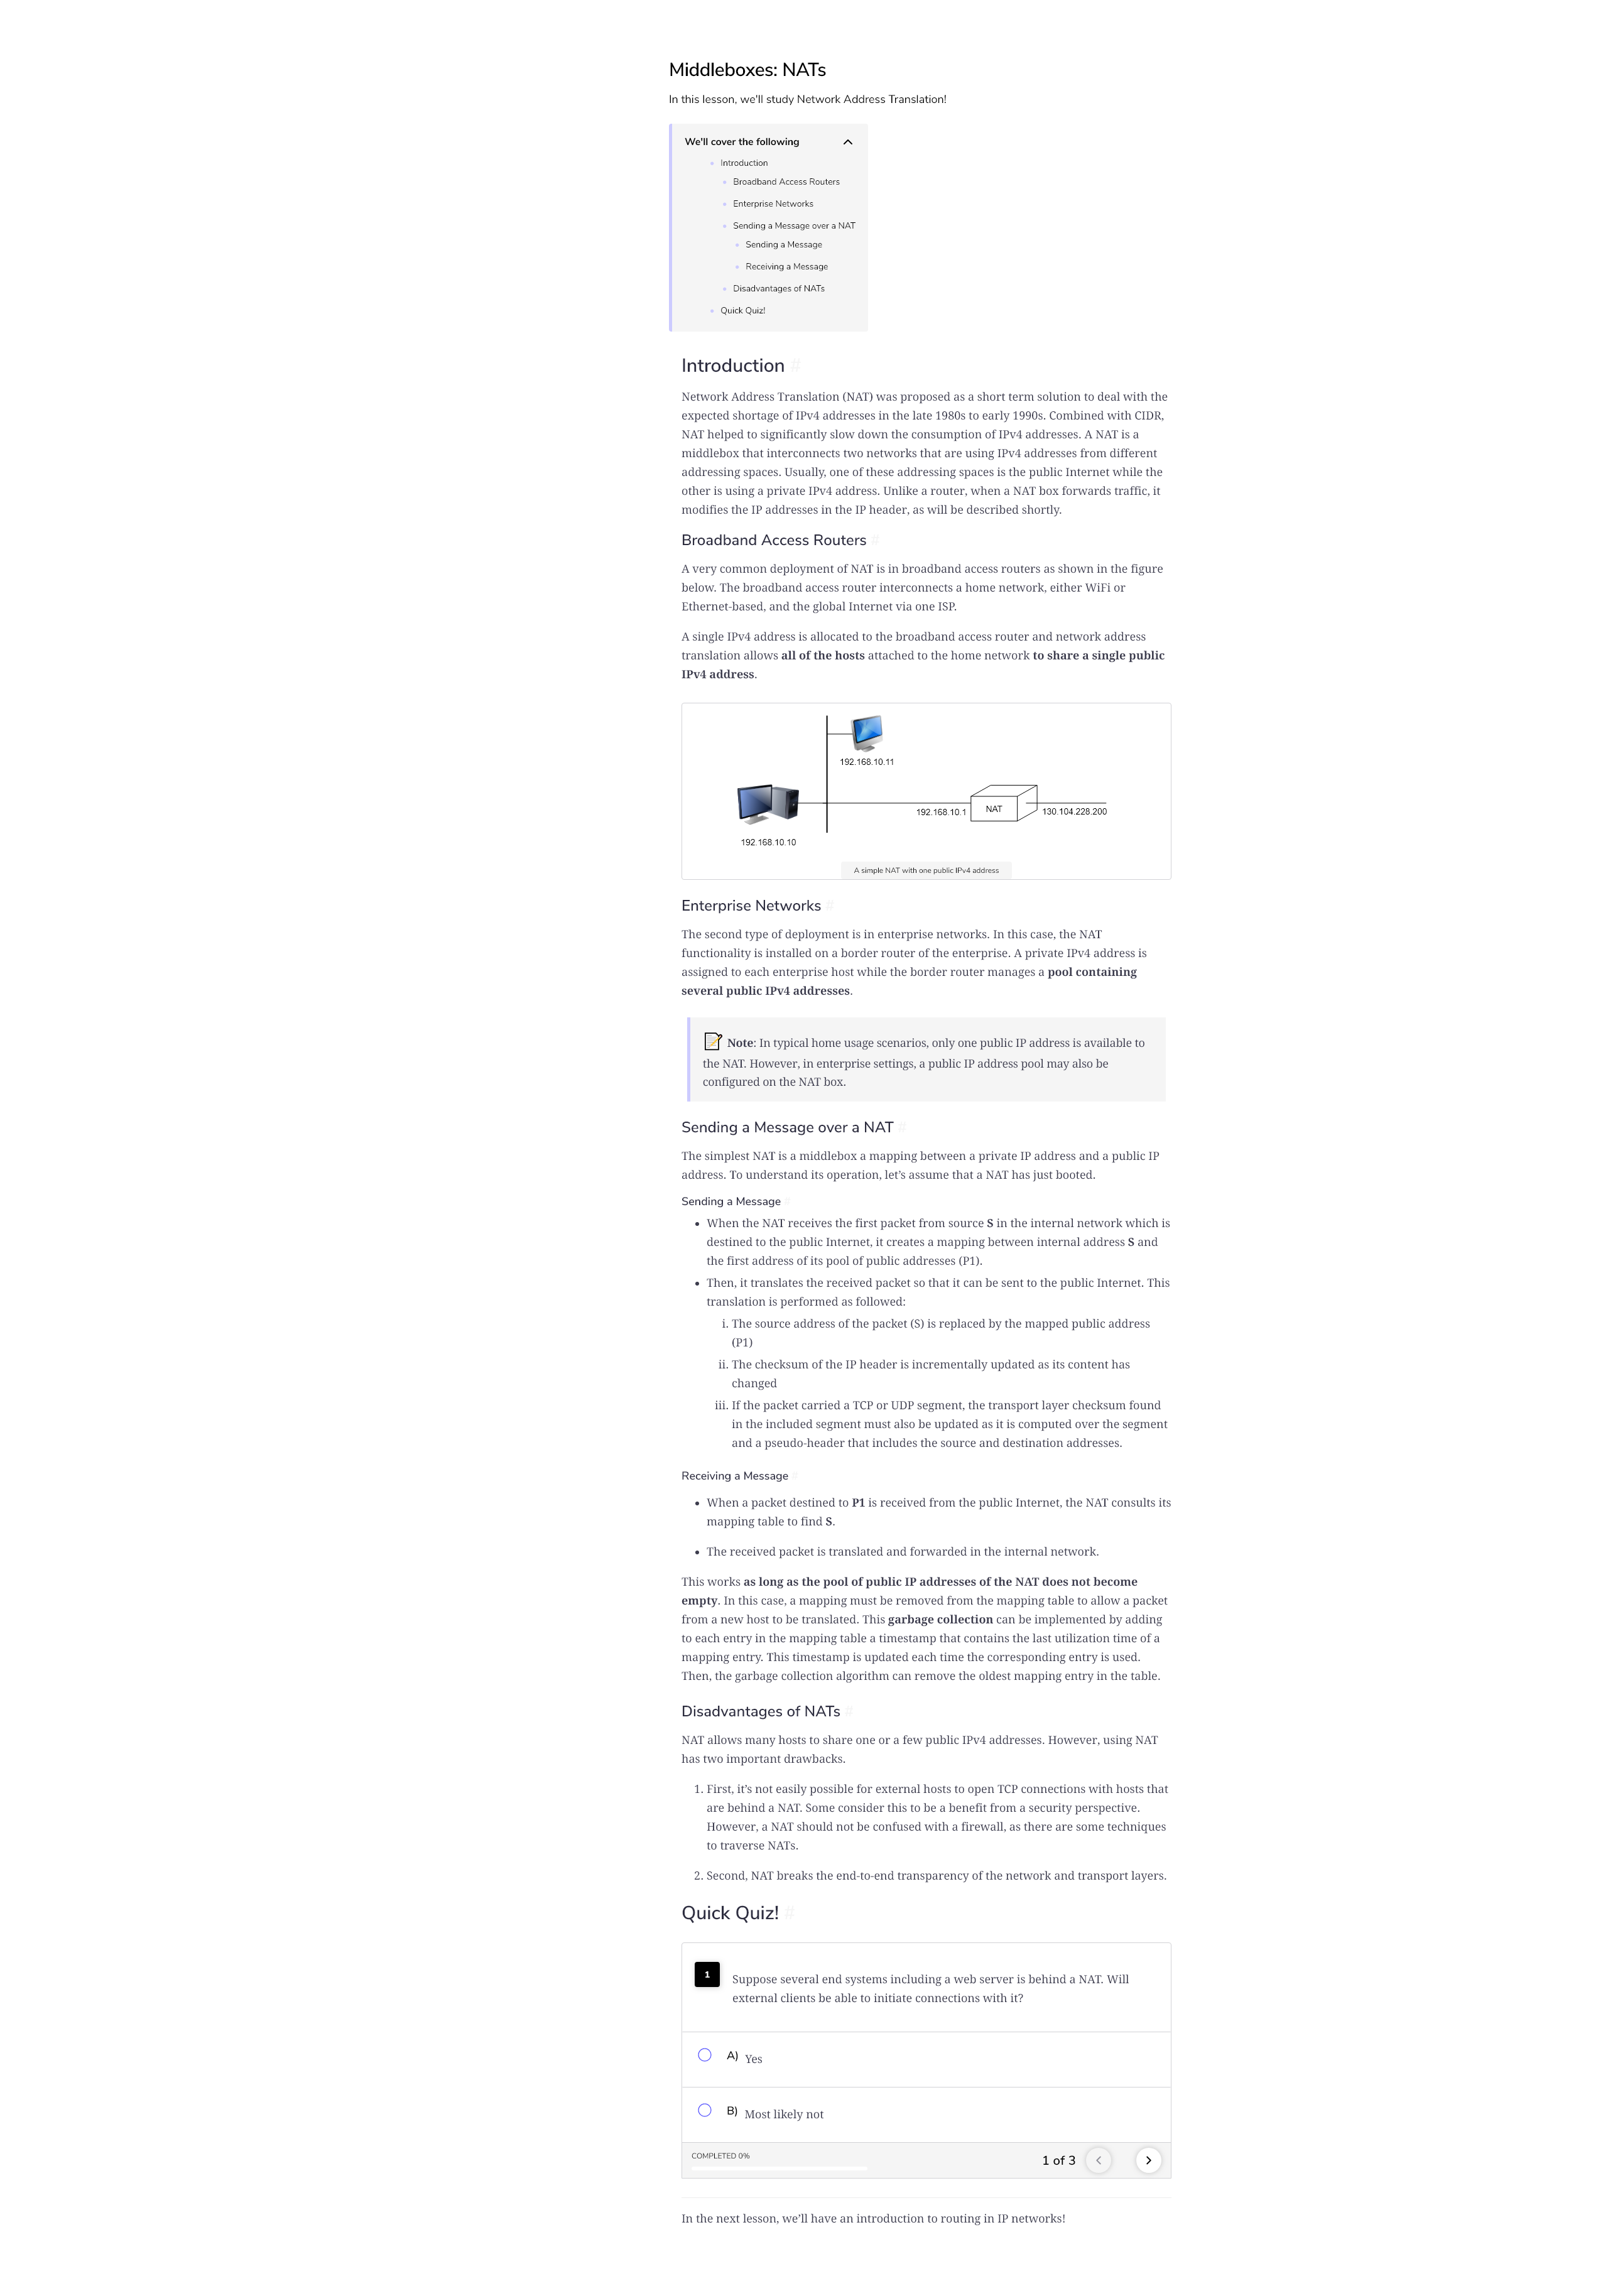 Middleboxes: NATs
In this lesson, we'll study Network Address Translation!
We'll cover the following
Introduction
Broadband Access Routers
Enterprise Networks
Sending a Message over a NAT
Sending a Message
Receiving a Message
Disadvantages of NATs
Quick Quiz!
Introduction #
Network Address Translation (NAT) was proposed as a short term solution to deal with the
expected shortage of IPv4 addresses in the late 1980s to early 1990s. Combined with CIDR,
NAT helped to significantly slow down the consumption of IPv4 addresses. A NAT is a
middlebox that interconnects two networks that are using IPv4 addresses from different
addressing spaces. Usually, one of these addressing spaces is the public Internet while the
other is using a private IPv4 address. Unlike a router, when a NAT box forwards traffic, it
modifies the IP addresses in the IP header, as will be described shortly.
Broadband Access Routers #
A very common deployment of NAT is in broadband access routers as shown in the figure
below. The broadband access router interconnects a home network, either WiFi or
Ethernet-based, and the global Internet via one ISP.
A single IPv4 address is allocated to the broadband access router and network address
translation allows all of the hosts attached to the home network to share a single public
IPv4 address.
192.168.10.11
192.168.10.1
NAT
130.104.228.200
192.168.10.10
A simple NAT with one public IPv4 address
Enterprise Networks #
The second type of deployment is in enterprise networks. In this case, the NAT
functionality is installed on a border router of the enterprise. A private IPv4 address is
assigned to each enterprise host while the border router manages a pool containing
several public IPv4 addresses.
Note: In typical home usage scenarios, only one public IP address is available to
the NAT. However, in enterprise settings, a public IP address pool may also be
configured on the NAT box.
Sending a Message over a NAT #
The simplest NAT is a middlebox a mapping between a private IP address and a public IP
address. To understand its operation, let's assume that a NAT has just booted.
Sending a Message #
• When the NAT receives the first packet from source S in the internal network which is
destined to the public Internet, it creates a mapping between internal address S and
the first address of its pool of public addresses (P1).
• Then, it translates the received packet so that it can be sent to the public Internet. This
translation is performed as followed:
i. The source address of the packet (S) is replaced by the mapped public address
(P1)
ii. The checksum of the IP header is incrementally updated as its content has
changed
iii. If the packet carried a TCP or UDP segment, the transport layer checksum found
in the included segment must also be updated as it is computed over the segment
and a pseudo-header that includes the source and destination addresses.
Receiving a Message #
• When a packet destined to P1 is received from the public Internet, the NAT consults its
mapping table to find S.
• The received packet is translated and forwarded in the internal network.
This works as long as the pool of public IP addresses of the NAT does not become
empty. In this case, a mapping must be removed from the mapping table to allow a packet
from a new host to be translated. This garbage collection can be implemented by adding
to each entry in the mapping table a timestamp that contains the last utilization time of a
mapping entry. This timestamp is updated each time the corresponding entry is used.
Then, the garbage collection algorithm can remove the oldest mapping entry in the table.
Disadvantages of NATs #
NAT allows many hosts to share one or a few public IPv4 addresses. However, using NAT
has two important drawbacks.
1. First, it's not easily possible for external hosts to open TCP connections with hosts that
are behind a NAT. Some consider this to be a benefit from a security perspective.
However, a NAT should not be confused with a firewall, as there are some techniques
to traverse NATs.
2. Second, NAT breaks the end-to-end transparency of the network and transport layers.
Quick Quiz! #
1
Suppose several end systems including a web server is behind a NAT. Will
external clients be able to initiate connections with it?
A) Yes
B) Most likely not
COMPLETED 0%
1 of 3
In the next lesson, we'll have an introduction to routing in IP networks!